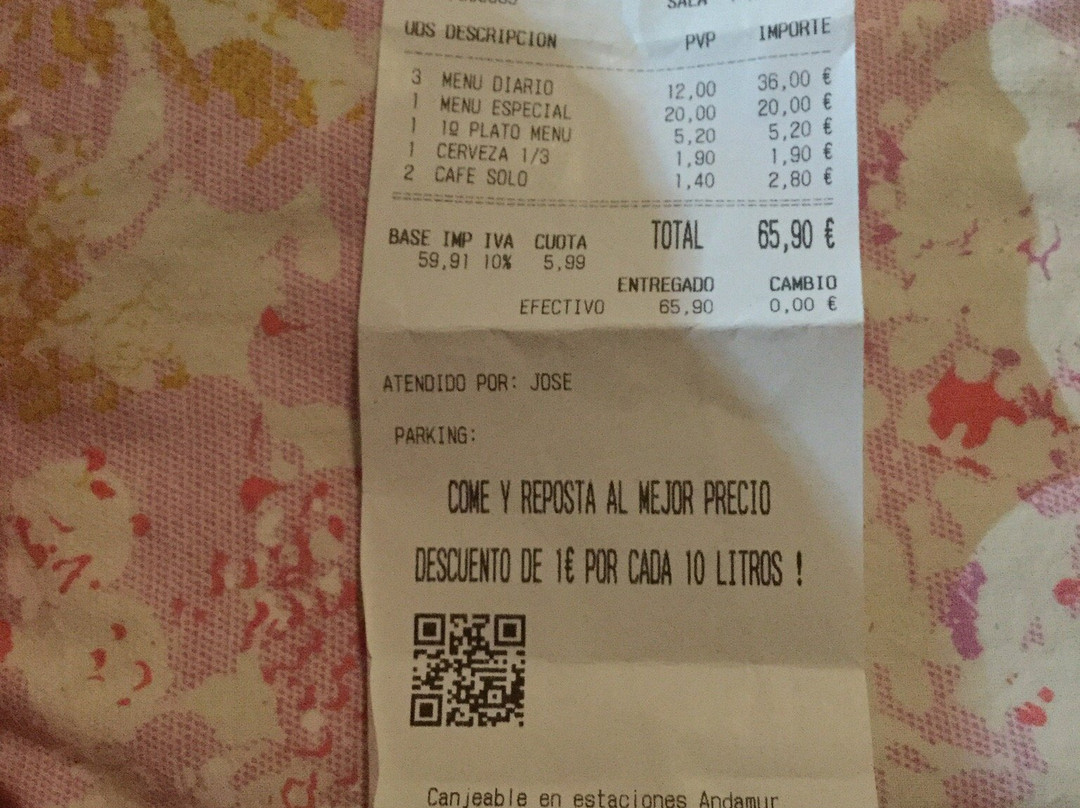 SALA
UDS DESCRIPCION PVP IMPORTE
3 MENU DIARIO 12,00 36,00 €
1 MENU ESPECIAL 20,00 20,00 €
1 1º PLATO MENU 5,20 5,20 €
1 CERVEZA 1/3 1,90 1,90 €
2 CAFE SOLO 1,40 2,80 €
BASE IMP IVA CUOTA TOTAL 65,90 €
59,91 10% 5,99
ENTREGADO CAMBIO
EFECTIVO 65,90 0,00 €
ATENDIDO POR: JOSE
PARKING:
COME Y REPOSTA AL MEJOR PRECIO
DESCUENTO DE 1€ POR CADA 10 LITROS !
Canjeable en estaciones Andamur